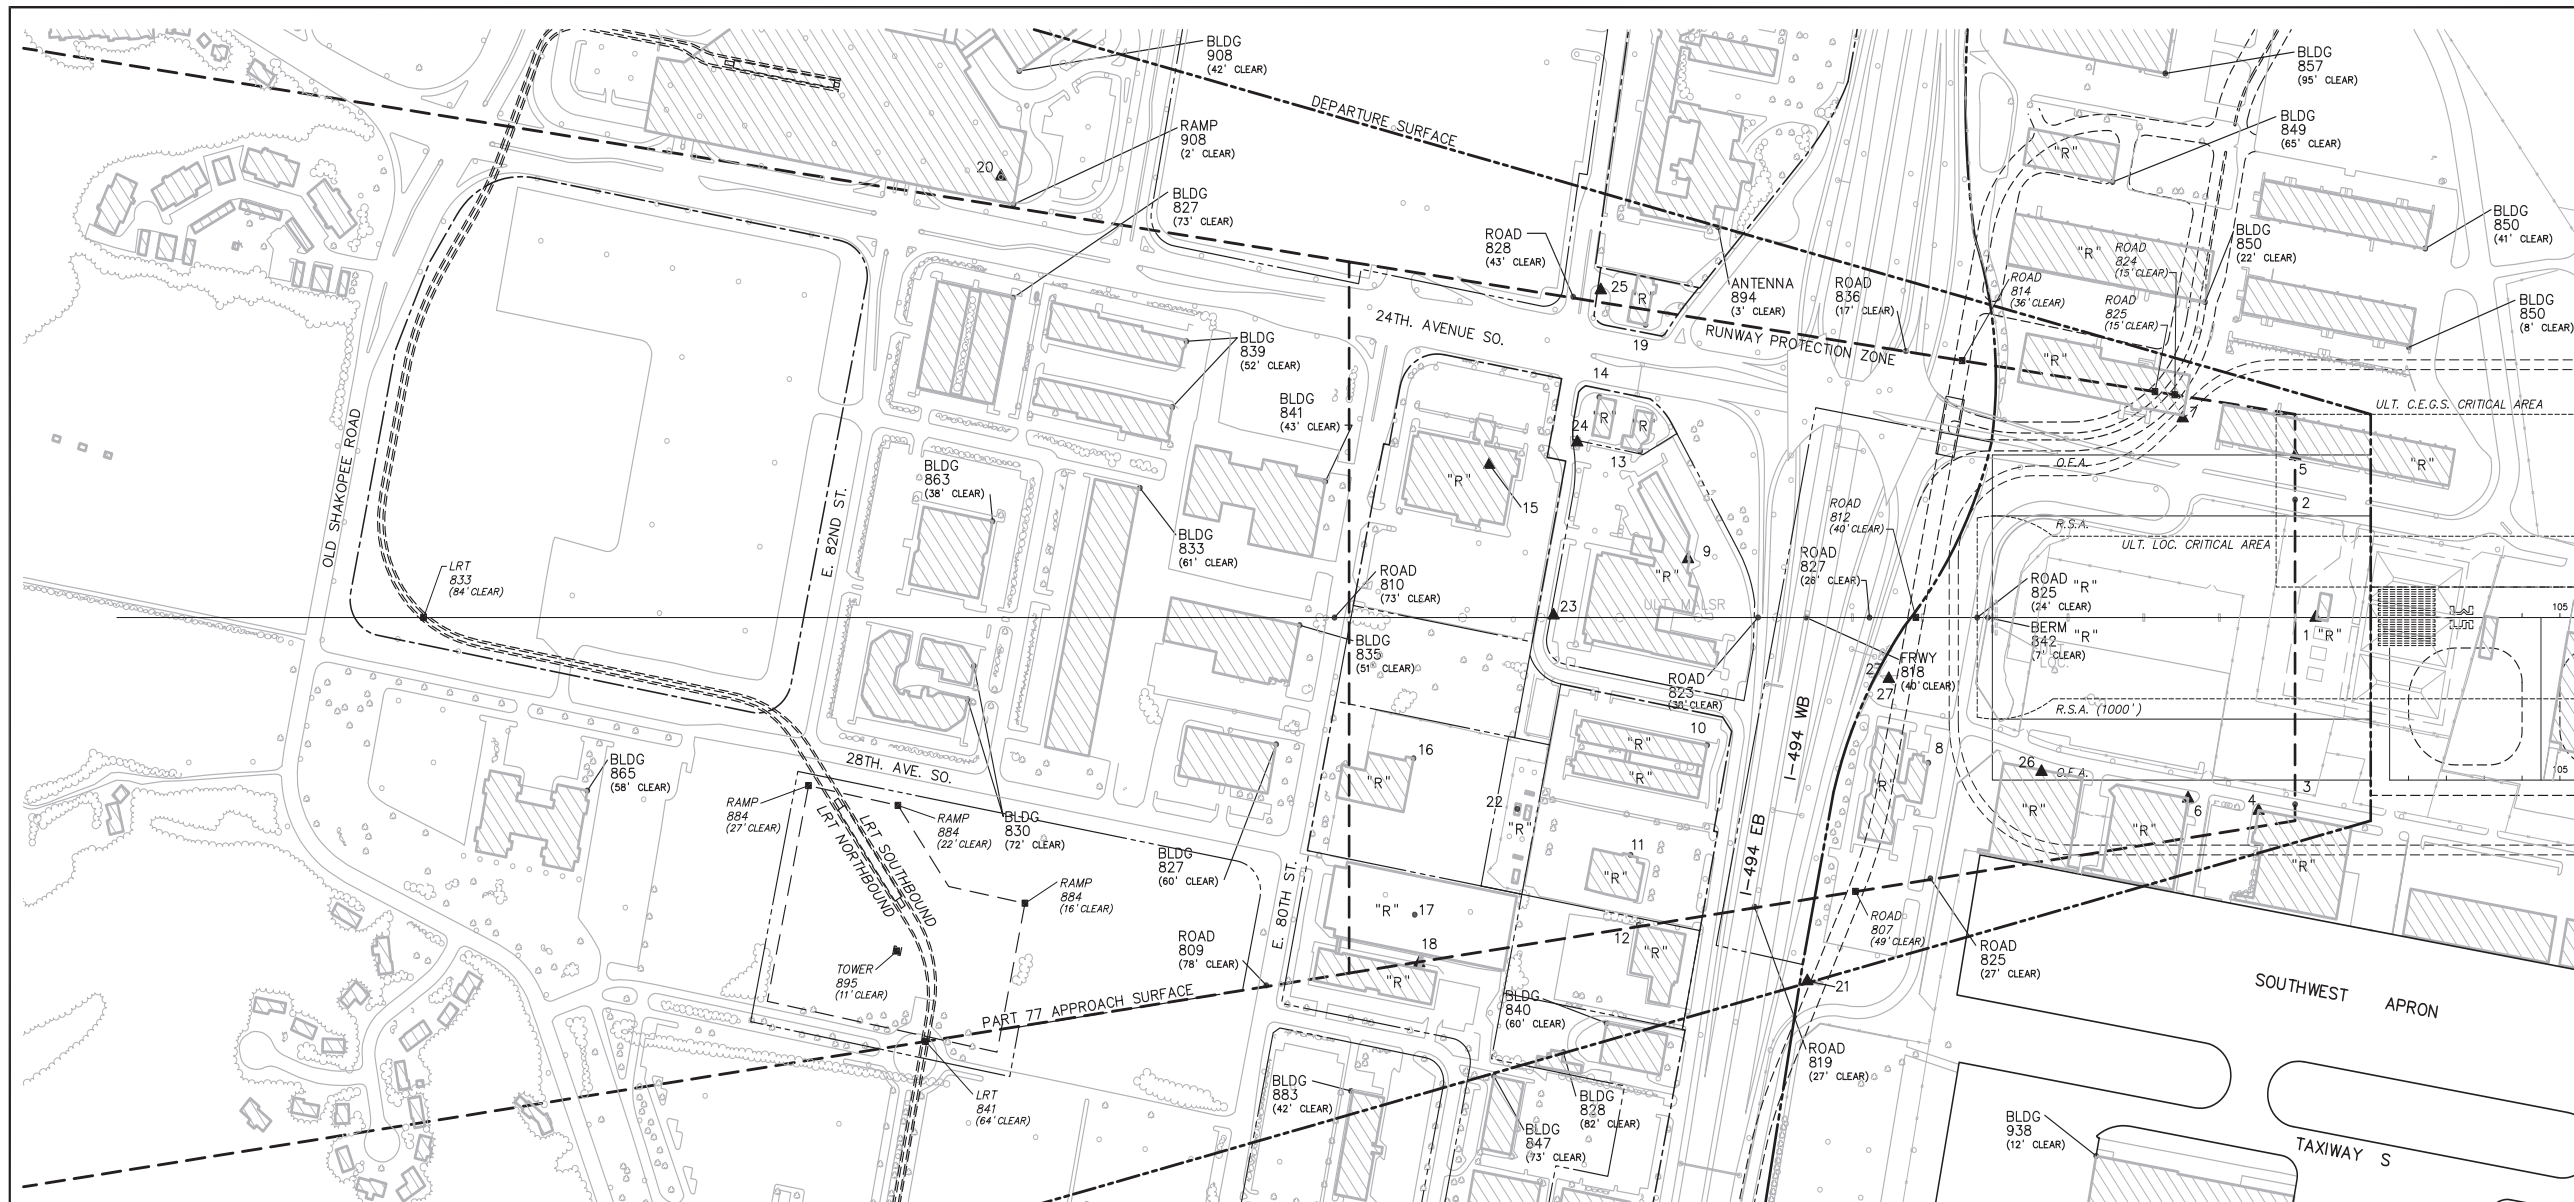 BLDG
908
(42' CLEAR)
BLDG
857
(95' CLEAR)
DEPARTURE SURFACE
RAMP
908
(2' CLEAR)
BLDG
849
(65' CLEAR)
"R"
20
BLDG
827
(73' CLEAR)
BLDG
850
(41' CLEAR)
ROAD
828
(43' CLEAR)
BLDG
850
(22' CLEAR)
"R"
ROAD
824
(15' CLEAR)
ROAD
814
(36' CLEAR)
ANTENNA
894
(3' CLEAR)
ROAD
836
(17' CLEAR)
ROAD
825
(15' CLEAR)
BLDG
850
(8' CLEAR)
25
"R"
19
24TH. AVENUE SO.
RUNWAY PROTECTION ZONE
"R"
BLDG
839
(52' CLEAR)
BLDG
841
(43' CLEAR)
14
"R"
"R"
24
13
7
ULT. C.E.G.S. CRITICAL AREA
OLD SHAKOPEE ROAD
E. 82ND ST.
BLDG
863
(38' CLEAR)
"R"
15
O.F.A.
5
"R"
2
ROAD
812
(40' CLEAR)
R.S.A.
ULT. LOC. CRITICAL AREA
BLDG
833
(61' CLEAR)
9
"R"
ROAD
827
(28' CLEAR)
LRT
833
(84' CLEAR)
ROAD
810
(73' CLEAR)
23
ULT. MALSR
ROAD
825
(24' CLEAR)
"R"
BERM
842
(7' CLEAR)
"R"
LOC.
1
"R"
105
BLDG
835
(51' CLEAR)
ROAD
823
(38' CLEAR)
FRWY
818
(40' CLEAR)
27
27
R.S.A. (1000')
I-494 WB
10
"R"
"R"
8
"R"
16
"R"
28TH. AVE. SO.
BLDG
865
(58' CLEAR)
26
O.F.A.
"R"
105
3
4
6
"R"
"R"
RAMP
884
(27' CLEAR)
RAMP
884
(22' CLEAR)
LRT SOUTHBOUND
LRT NORTHBOUND
BLDG
830
(72' CLEAR)
BLDG
827
(60' CLEAR)
22
"R"
11
"R"
I-494 EB
RAMP
884
(16' CLEAR)
E. 80TH ST.
"R"
17
ROAD
807
(49' CLEAR)
12
"R"
18
"R"
ROAD
809
(78' CLEAR)
TOWER
895
(11' CLEAR)
PART 77 APPROACH SURFACE
ROAD
825
(27' CLEAR)
21
SOUTHWEST APRON
BLDG
840
(60' CLEAR)
ROAD
819
(27' CLEAR)
LRT
841
(64' CLEAR)
BLDG
883
(42' CLEAR)
BLDG
828
(82' CLEAR)
BLDG
847
(73' CLEAR)
BLDG
938
(12' CLEAR)
TAXIWAY S